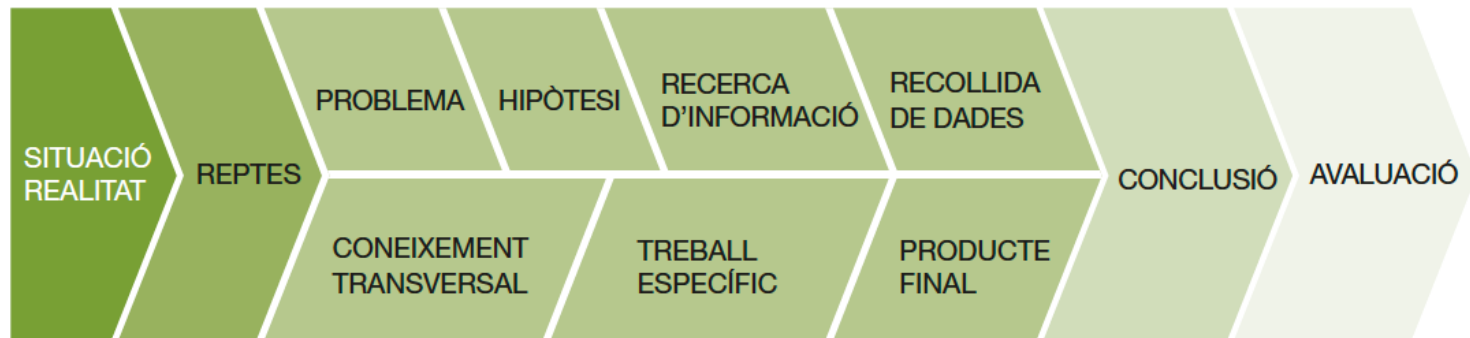 SITUACIÓ
REALITAT
REPTES
PROBLEMA
HIPÒTESI
RECERCA
D'INFORMACIÓ
RECOLLIDA
DE DADES
CONEIXEMENT
TRANSVERSAL
TREBALL
ESPECÍFIC
PRODUCTE
FINAL
CONCLUSIÓ
AVALUACIÓ